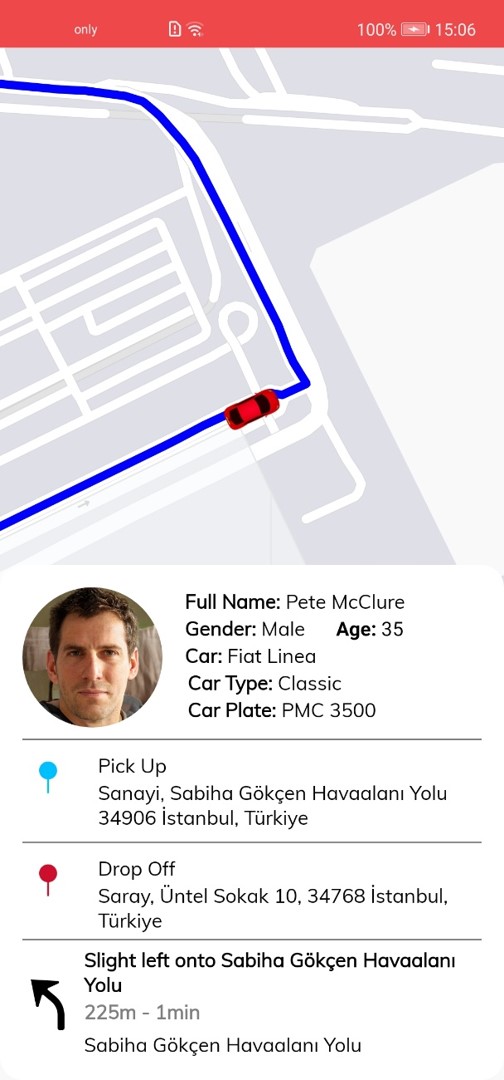 only
100% 15:06
Full Name: Pete McClure
Gender: Male Age: 35
Car: Fiat Linea
Car Type: Classic
Car Plate: PMC 3500
Pick Up
Sanayi, Sabiha Gökçen Havaalanı Yolu
34906 İstanbul, Türkiye
Drop Off
Saray, Üntel Sokak 10, 34768 İstanbul,
Türkiye
Slight left onto Sabiha Gökçen Havaalanı
Yolu
225m - 1min
Sabiha Gökçen Havaalanı Yolu